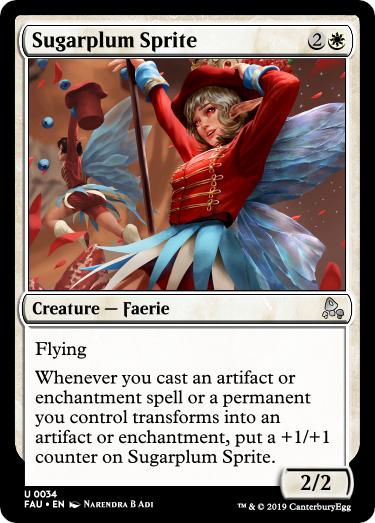 Sugarplum Sprite 2
Creature — Faerie
Flying
Whenever you cast an artifact or
enchantment spell or a permanent
you control transforms into an
artifact or enchantment, put a +1/+1
counter on Sugarplum Sprite.
2/2
U 0034
FAU • EN Narendra B Adi
™ & © 2019 CanterburyEgg